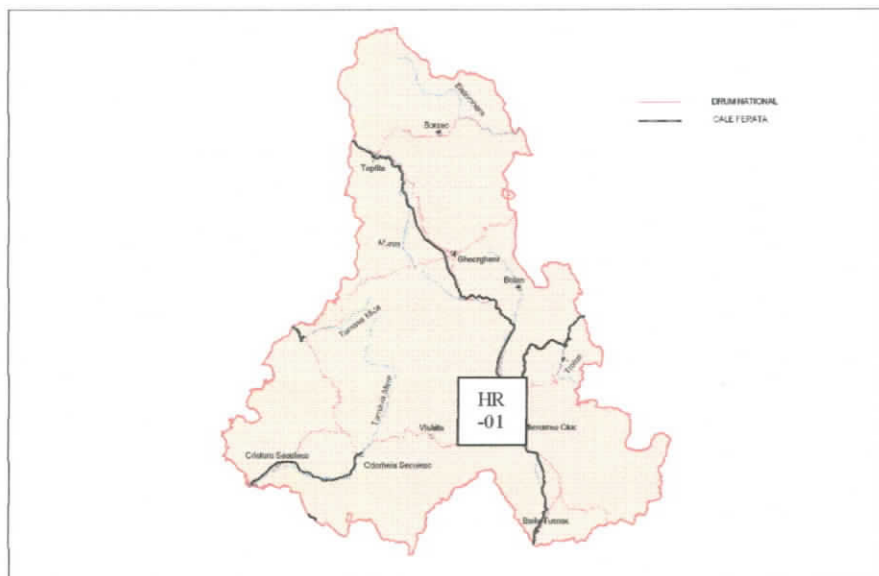 DRUM NATIONAL
CALE FERATA
Borsec
Toplita
Mures
Gheorgheni
Balan
Tarnava Mica
Trotus
Tarnava Mare
HR
-01
Vlahita
Miercurea Ciuc
Cristuru Secuiesc
Odorheiu Secuiesc
Baile Tusnad